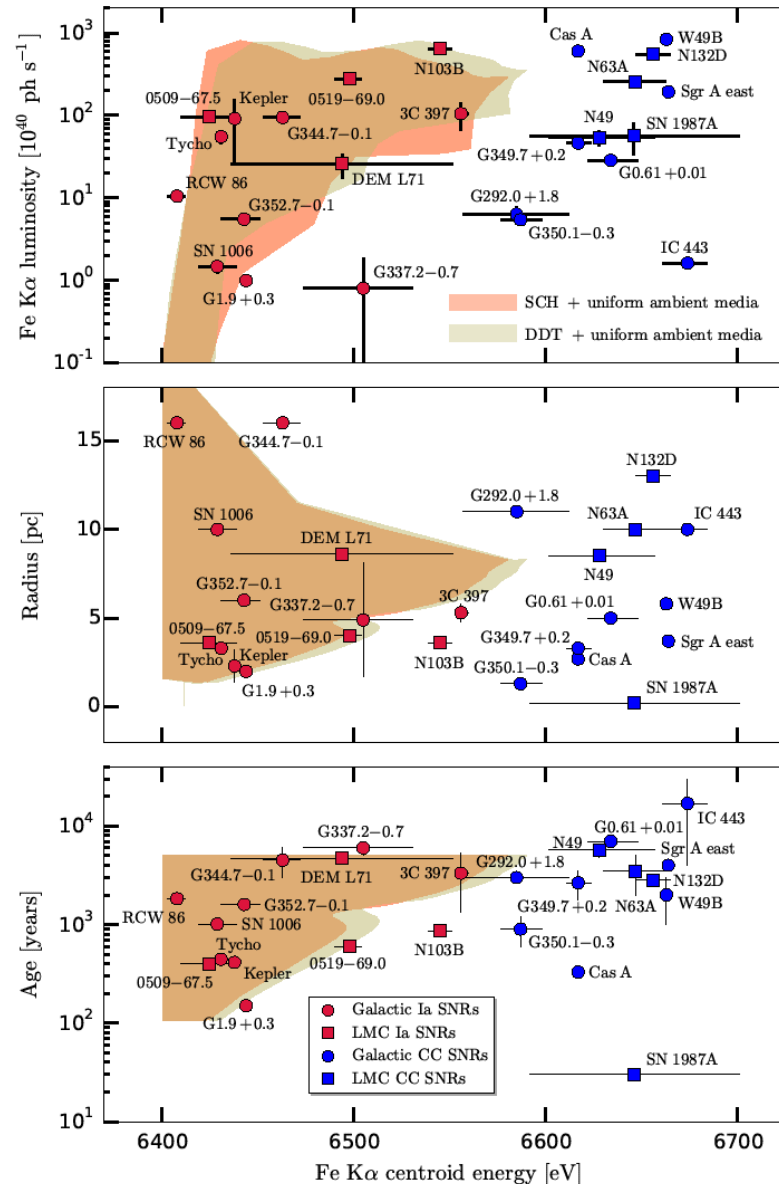 10^3
10^2
10^1
10^0
10^-1
Fe Kα luminosity [10^40 ph s^-1]
Cas A
W49B
N132D
N103B
N63A
Sgr A east
0509−67.5
Kepler
0519−69.0
3C 397
N49
SN 1987A
Tycho
G344.7−0.1
G349.7+0.2
G0.61+0.01
RCW 86
DEM L71
G352.7−0.1
G292.0+1.8
G350.1−0.3
SN 1006
G337.2−0.7
IC 443
G1.9+0.3
SCH + uniform ambient media
DDT + uniform ambient media
15
10
5
0
Radius [pc]
RCW 86
G344.7−0.1
N132D
SN 1006
G292.0+1.8
N63A
IC 443
DEM L71
N49
G352.7−0.1
G337.2−0.7
3C 397
G0.61+0.01
W49B
0509−67.5
0519−69.0
G349.7+0.2
Sgr A east
Tycho
Kepler
N103B
Cas A
G350.1−0.3
G1.9+0.3
SN 1987A
10^4
10^3
10^2
10^1
Age [years]
IC 443
G337.2−0.7
N49
G0.61+0.01
Sgr A east
G344.7−0.1
DEM L71
3C 397
G292.0+1.8
N132D
RCW 86
G352.7−0.1
G349.7+0.2
N63A
W49B
SN 1006
Tycho
N103B
G350.1−0.3
0509−67.5
Kepler
0519−69.0
Cas A
G1.9+0.3
SN 1987A
Galactic Ia SNRs
LMC Ia SNRs
Galactic CC SNRs
LMC CC SNRs
6400
6500
6600
6700
Fe Kα centroid energy [eV]